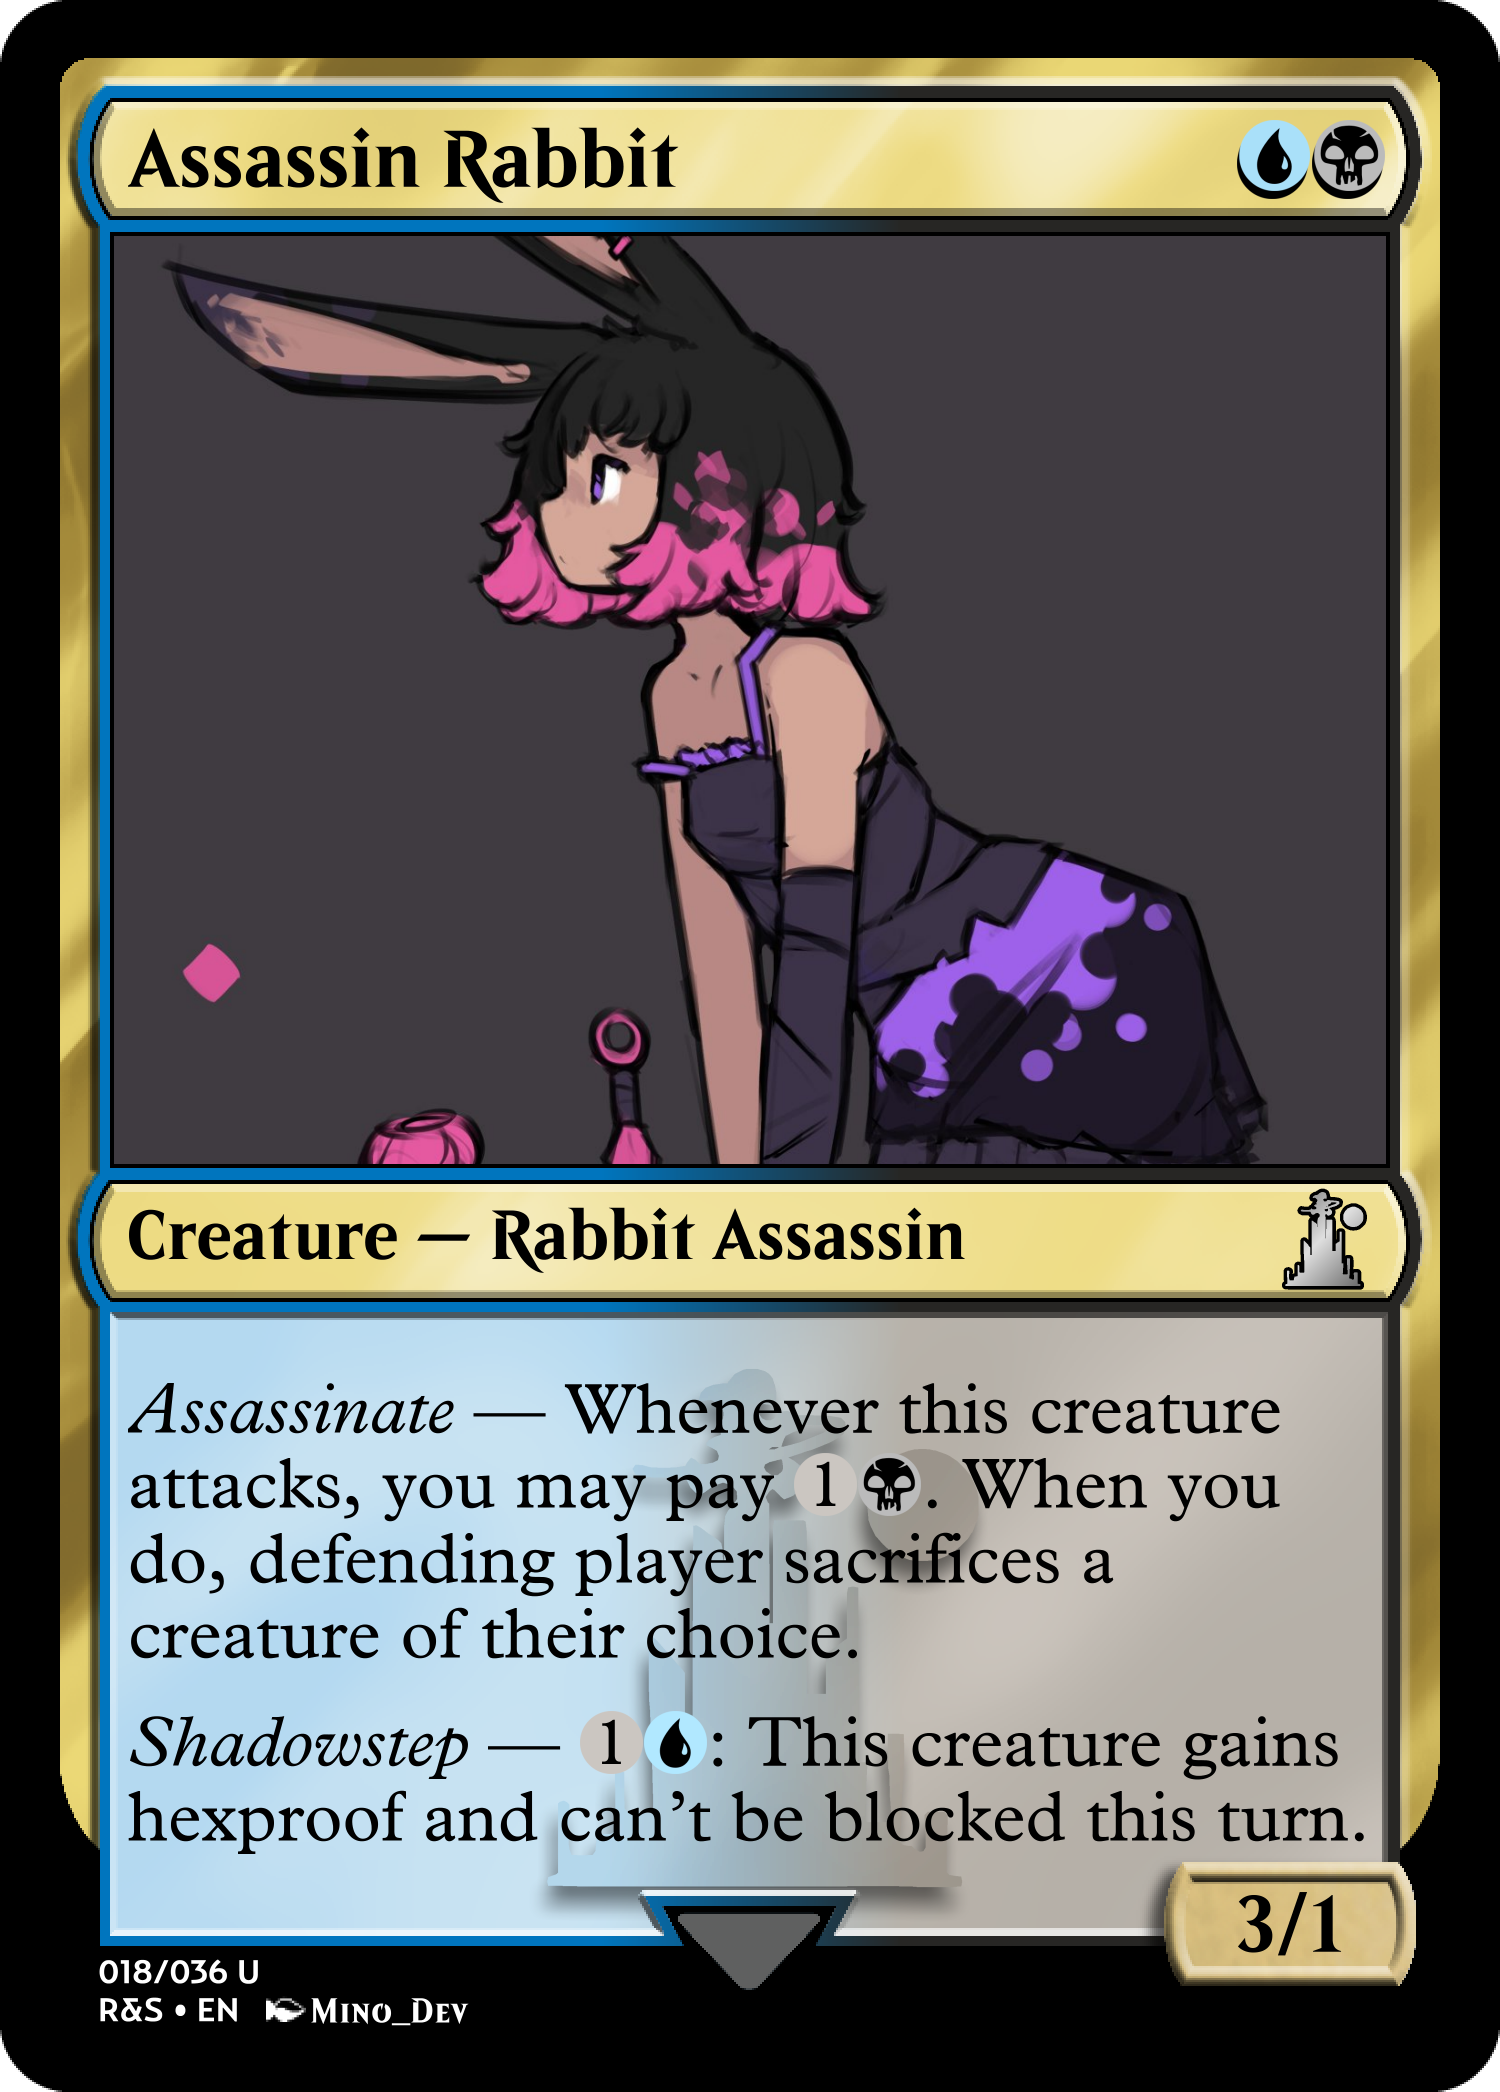 Assassin Rabbit
Creature — Rabbit Assassin
Assassinate — Whenever this creature
attacks, you may pay 1. When you
do, defending player sacrifices a
creature of their choice.
Shadowstep — 1: This creature gains
hexproof and can’t be blocked this turn.
3/1
018/036 U
R&S • EN Mino_Dev